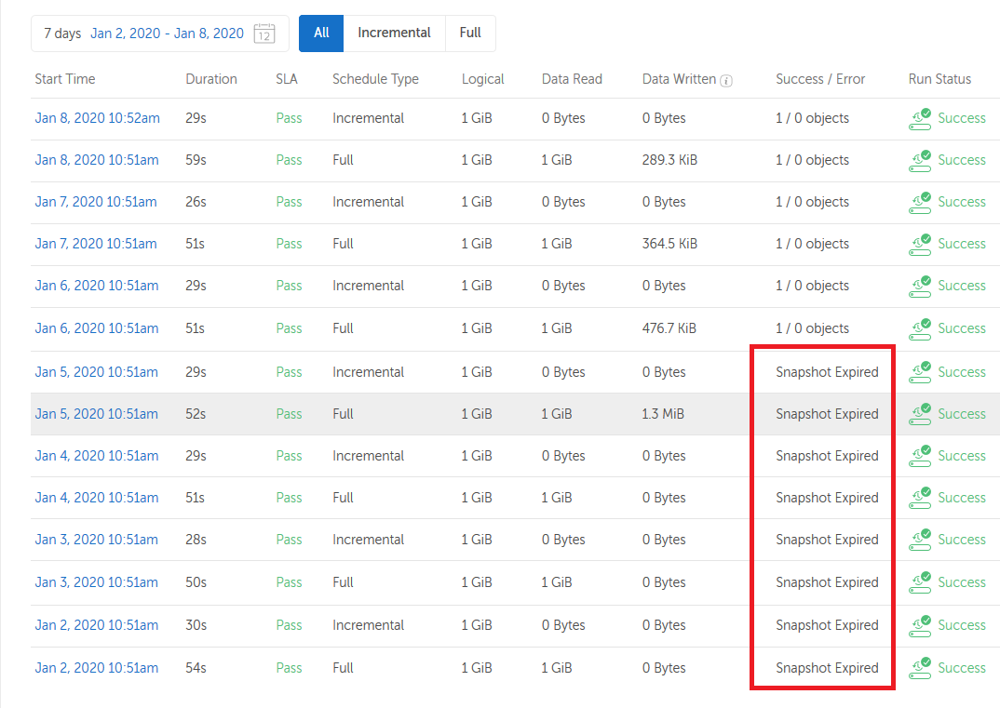 7 days Jan 2, 2020 - Jan 8, 2020 12 All Incremental Full
Start Time Duration SLA Schedule Type Logical Data Read Data Written i Success / Error Run Status
Jan 8, 2020 10:52am 29s Pass Incremental 1 GiB 0 Bytes 0 Bytes 1 / 0 objects Success
Jan 8, 2020 10:51am 59s Pass Full 1 GiB 1 GiB 289.3 KiB 1 / 0 objects Success
Jan 7, 2020 10:51am 26s Pass Incremental 1 GiB 0 Bytes 0 Bytes 1 / 0 objects Success
Jan 7, 2020 10:51am 51s Pass Full 1 GiB 1 GiB 364.5 KiB 1 / 0 objects Success
Jan 6, 2020 10:51am 29s Pass Incremental 1 GiB 0 Bytes 0 Bytes 1 / 0 objects Success
Jan 6, 2020 10:51am 51s Pass Full 1 GiB 1 GiB 476.7 KiB 1 / 0 objects Success
Jan 5, 2020 10:51am 29s Pass Incremental 1 GiB 0 Bytes 0 Bytes Snapshot Expired Success
Jan 5, 2020 10:51am 52s Pass Full 1 GiB 1 GiB 1.3 MiB Snapshot Expired Success
Jan 4, 2020 10:51am 29s Pass Incremental 1 GiB 0 Bytes 0 Bytes Snapshot Expired Success
Jan 4, 2020 10:51am 51s Pass Full 1 GiB 1 GiB 0 Bytes Snapshot Expired Success
Jan 3, 2020 10:51am 28s Pass Incremental 1 GiB 0 Bytes 0 Bytes Snapshot Expired Success
Jan 3, 2020 10:51am 50s Pass Full 1 GiB 1 GiB 0 Bytes Snapshot Expired Success
Jan 2, 2020 10:51am 30s Pass Incremental 1 GiB 0 Bytes 0 Bytes Snapshot Expired Success
Jan 2, 2020 10:51am 54s Pass Full 1 GiB 1 GiB 0 Bytes Snapshot Expired Success